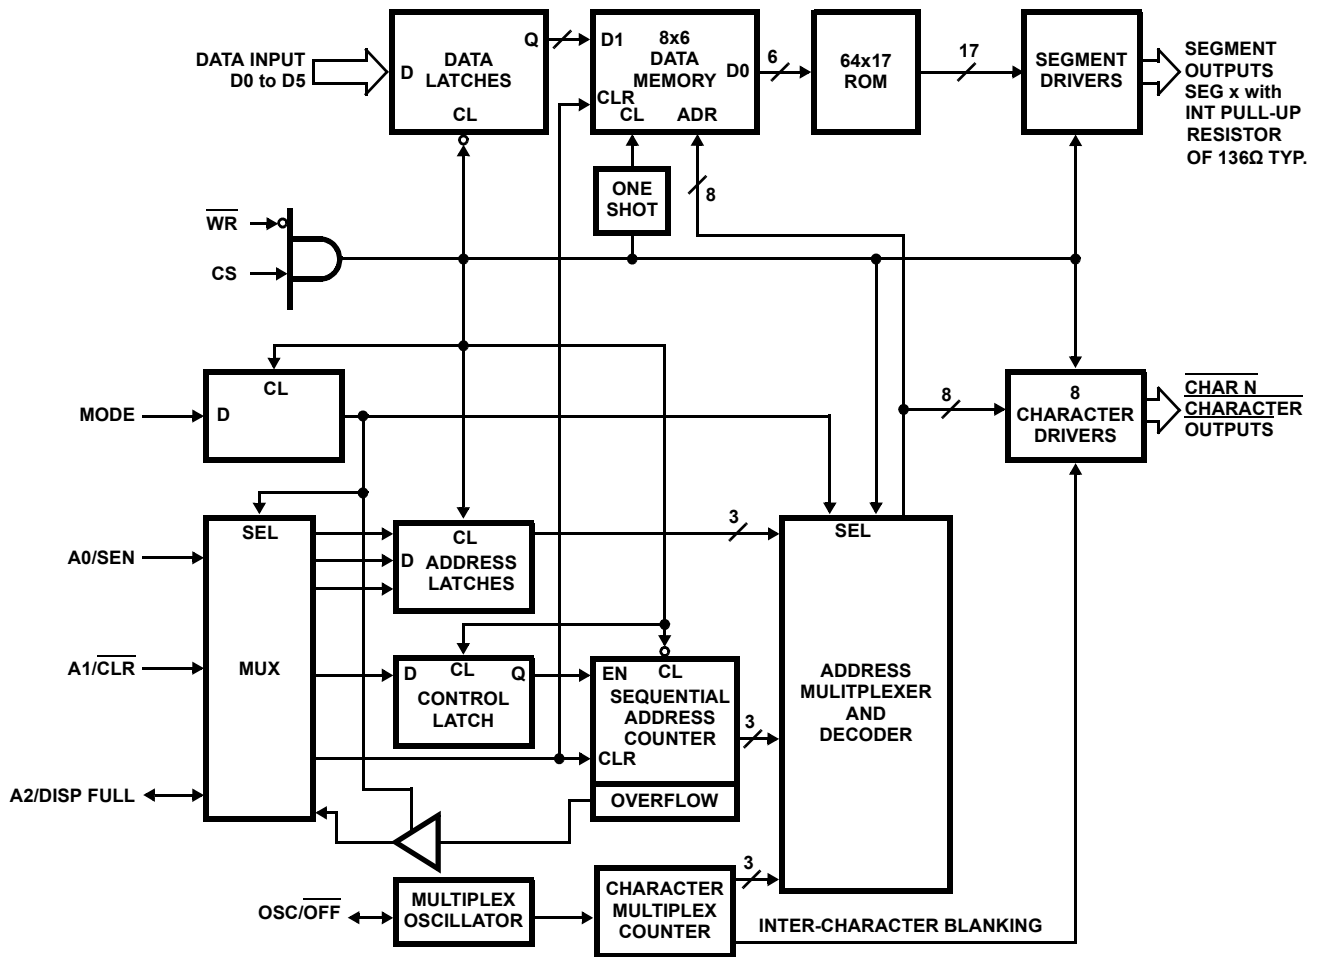 DATA INPUT
D0 to D5
D
DATA
LATCHES
Q
CL
D1
8x6
DATA
MEMORY
D0
CLR
CL
ADR
6
64x17
ROM
17
SEGMENT
DRIVERS
SEGMENT
OUTPUTS
SEG x with
INT PULL-UP
RESISTOR
OF 136Ω TYP.
ONE
SHOT
8
WR
CS
MODE
CL
D
8
8
CHARACTER
DRIVERS
CHAR N
CHARACTER
OUTPUTS
A0/SEN
A1/CLR
A2/DISP FULL
SEL
MUX
CL
D
ADDRESS
LATCHES
3
SEL
ADDRESS
MULITPLEXER
AND
DECODER
D
CL
Q
CONTROL
LATCH
EN
CL
SEQUENTIAL
ADDRESS
COUNTER
CLR
OVERFLOW
3
OSC/OFF
MULTIPLEX
OSCILLATOR
CHARACTER
MULTIPLEX
COUNTER
3
INTER-CHARACTER BLANKING